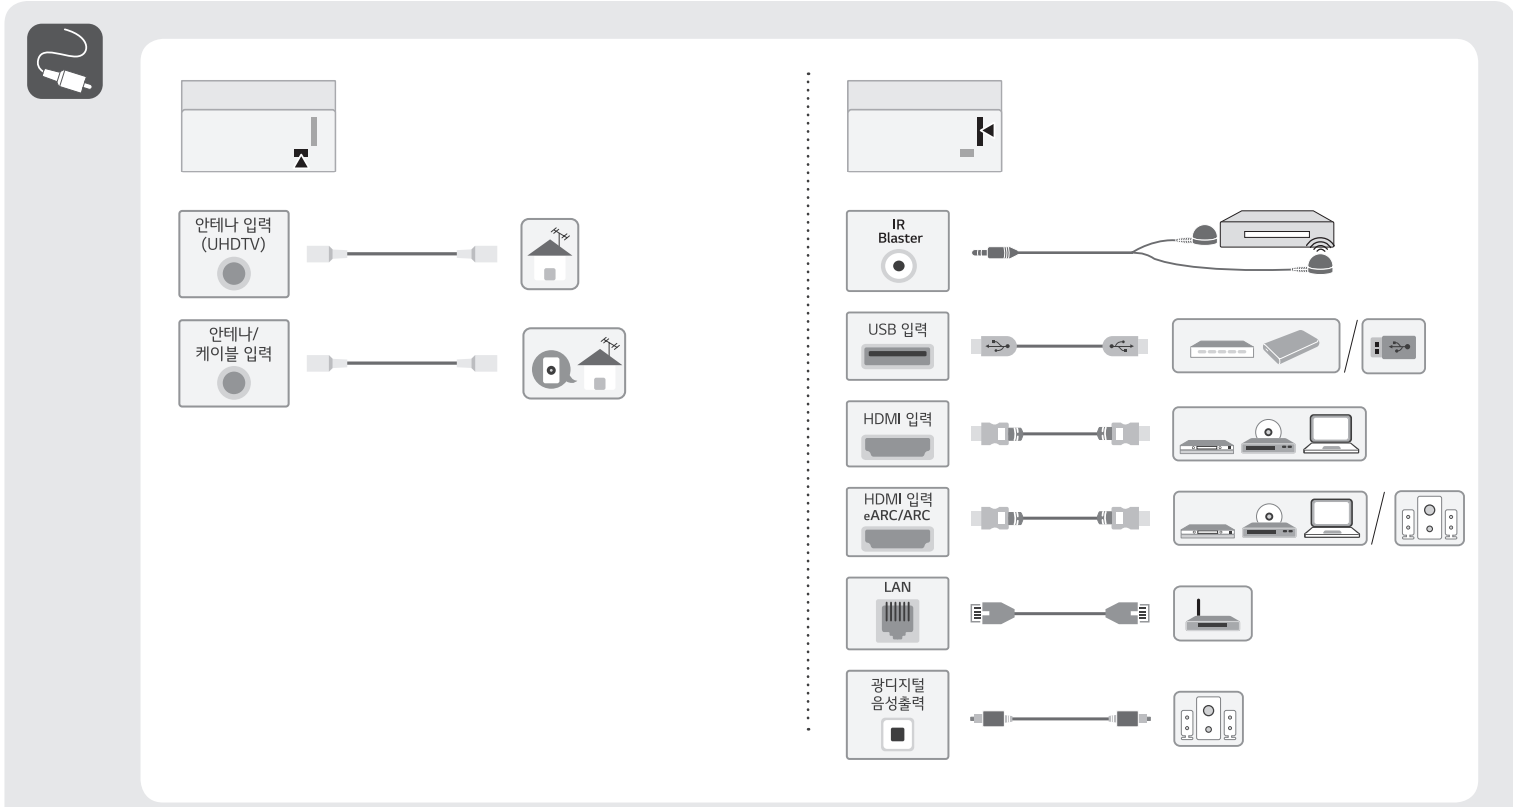 안테나 입력
(UHDTV)
안테나/
케이블 입력
IR
Blaster
USB 입력
HDMI 입력
HDMI 입력
eARC/ARC
LAN
광디지털
음성출력